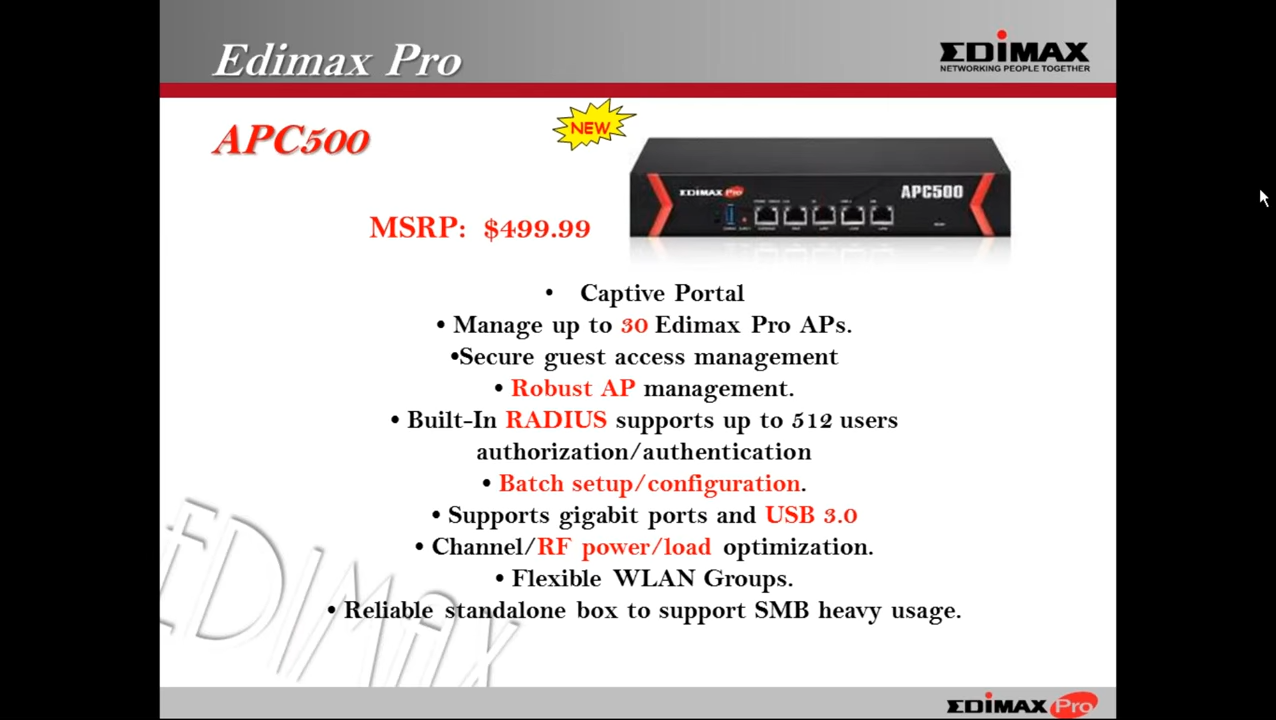 Edimax Pro
EDIMAX
NETWORKING PEOPLE TOGETHER
APC500
NEW
EDIMAX Pro
APC500
MSRP: $499.99
• Captive Portal
• Manage up to 30 Edimax Pro APs.
•Secure guest access management
• Robust AP management.
• Built-In RADIUS supports up to 512 users
authorization/authentication
• Batch setup/configuration.
• Supports gigabit ports and USB 3.0
• Channel/RF power/load optimization.
• Flexible WLAN Groups.
• Reliable standalone box to support SMB heavy usage.
EDIMAX
EDIMAX Pro